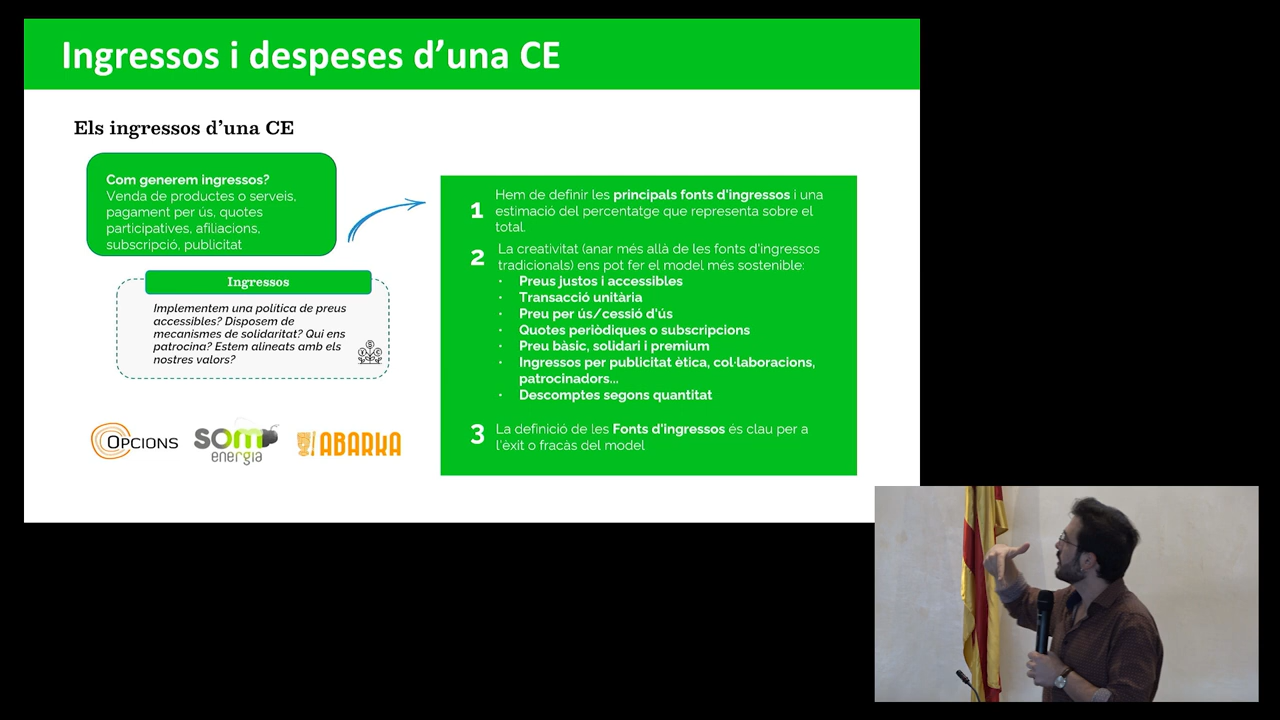 Ingressos i despeses d’una CE
Els ingressos d’una CE
Com generem ingressos?
Venda de productes o serveis,
pagament per ús, quotes
participatives, afiliacions,
subscripció, publicitat
Ingressos
Implementem una política de preus
accessibles? Disposem de
mecanismes de solidaritat? Qui ens
patrocina? Estem alineats amb els
nostres valors?
OPCIONS
som
energia
ABARKA
1
Hem de definir les principals fonts d’ingressos i una
estimació del percentatge que representa sobre el
total.
2
La creativitat (anar més allà de les fonts d’ingressos
tradicionals) ens pot fer el model més sostenible:
• Preus justos i accessibles
• Transacció unitària
• Preu per ús/cessió d’ús
• Quotes periòdiques o subscripcions
• Preu bàsic, solidari i premium
• Ingressos per publicitat ètica, col·laboracions,
patrocinadors...
• Descomptes segons quantitat
3
La definició de les Fonts d’ingressos és clau per a
l’èxit o fracàs del model